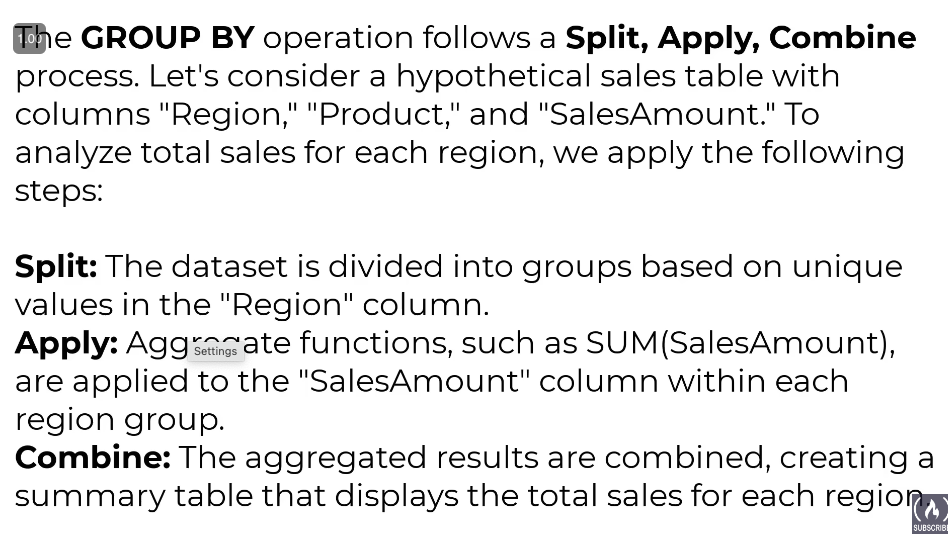 The GROUP BY operation follows a Split, Apply, Combine
process. Let's consider a hypothetical sales table with
columns "Region," "Product," and "SalesAmount." To
analyze total sales for each region, we apply the following
steps:
Split: The dataset is divided into groups based on unique
values in the "Region" column.
Apply: Aggregate functions, such as SUM(SalesAmount),
are applied to the "SalesAmount" column within each
region group.
Combine: The aggregated results are combined, creating a
summary table that displays the total sales for each region.
1.00
Settings
SUBSCRIBE